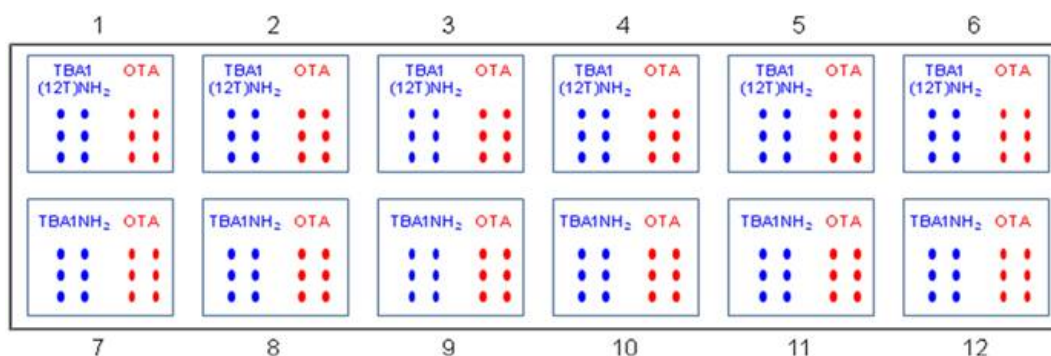 1 2 3 4 5 6
TBA1 OTA TBA1 OTA TBA1 OTA TBA1 OTA TBA1 OTA TBA1 OTA
(12T)NH₂ (12T)NH₂ (12T)NH₂ (12T)NH₂ (12T)NH₂ (12T)NH₂
TBA1NH₂ OTA TBA1NH₂ OTA TBA1NH₂ OTA TBA1NH₂ OTA TBA1NH₂ OTA TBA1NH₂ OTA
7 8 9 10 11 12